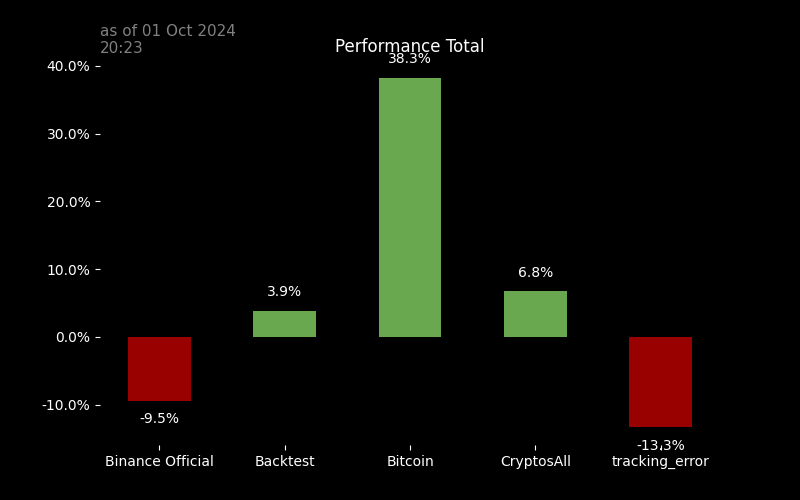 as of 01 Oct 2024
20:23
Performance Total
38.3%
40.0%
30.0%
20.0%
10.0%
0.0%
-10.0%
6.8%
3.9%
-9.5%
-13.3%
Binance Official
Backtest
Bitcoin
CryptosAll
tracking_error